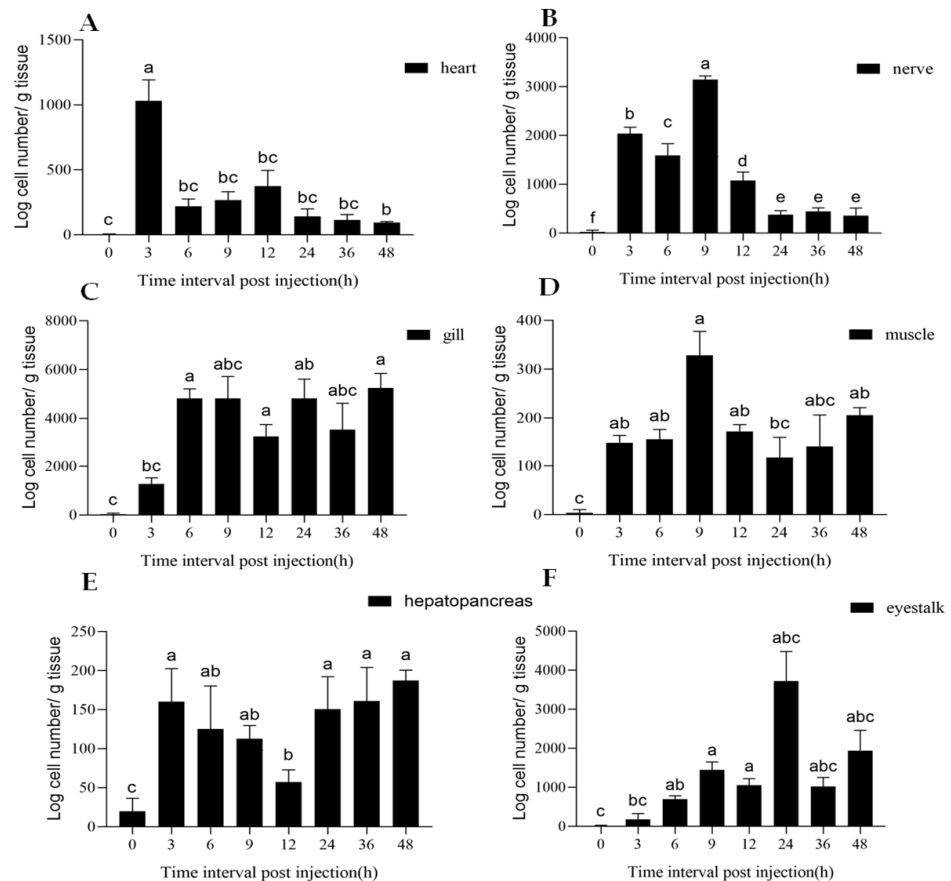 A
heart
Log cell number/ g tissue
1500
1000
500
0
c
a
bc
bc
bc
bc
bc
b
0 3 6 9 12 24 36 48
Time interval post injection(h)
B
nerve
Log cell number/ g tissue
4000
3000
2000
1000
0
f
b
c
a
d
e
e
e
0 3 6 9 12 24 36 48
Time interval post injection(h)
C
gill
Log cell number/ g tissue
8000
6000
4000
2000
0
c
bc
a
abc
a
ab
abc
a
0 3 6 9 12 24 36 48
Time interval post injection(h)
D
muscle
Log cell number/ g tissue
400
300
200
100
0
c
ab
ab
a
ab
bc
abc
ab
0 3 6 9 12 24 36 48
Time interval post injection(h)
E
hepatopancreas
Log cell number/ g tissue
250
200
150
100
50
0
c
a
ab
ab
b
a
a
a
0 3 6 9 12 24 36 48
Time interval post injection(h)
F
eyestalk
Log cell number/ g tissue
5000
4000
3000
2000
1000
0
c
bc
ab
a
a
abc
abc
abc
0 3 6 9 12 24 36 48
Time interval post injection(h)